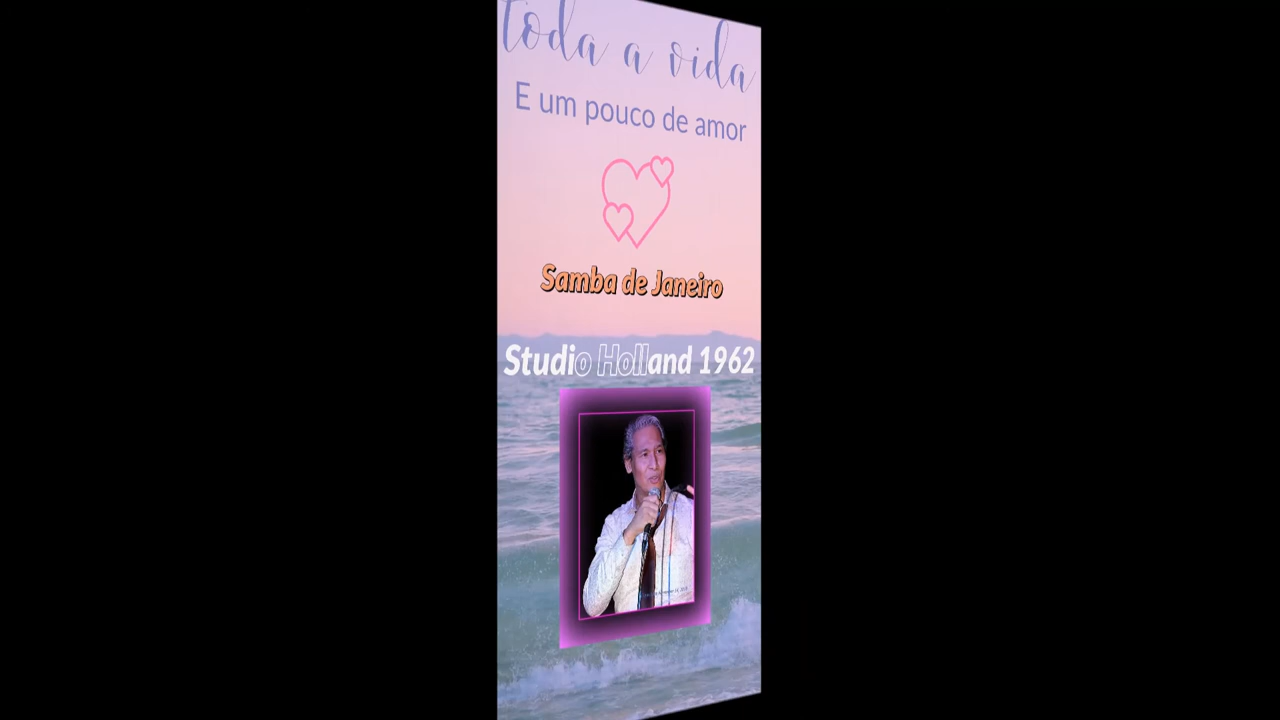 toda a vida
E um pouco de amor
Samba de Janeiro
Studio Holland 1962